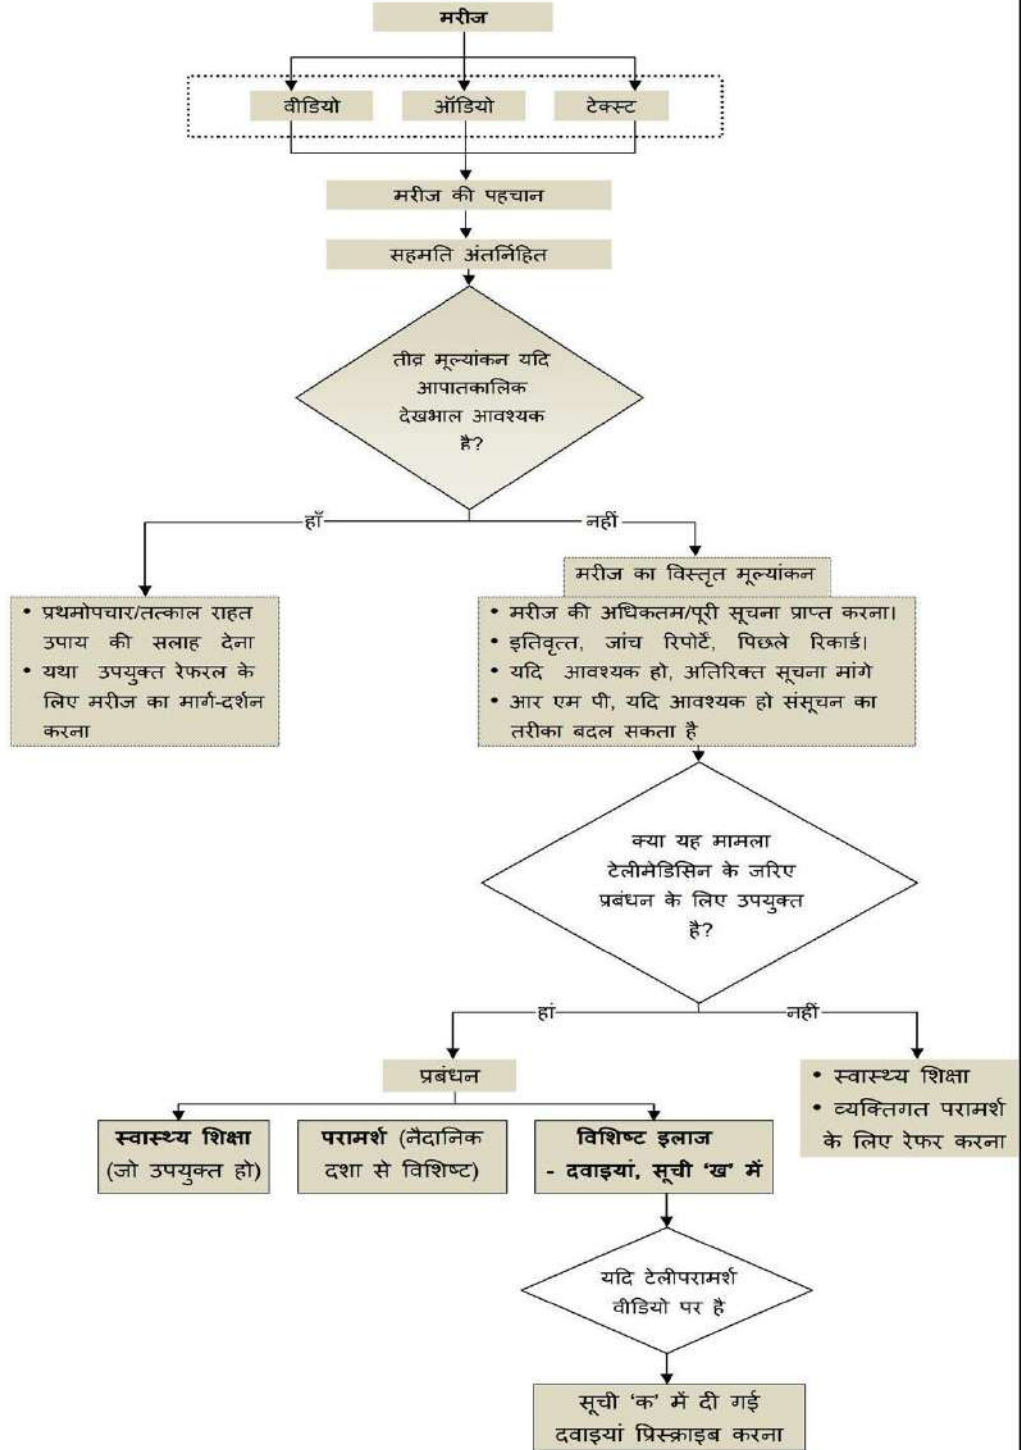 मरीज
वीडियो
ऑडियो
टेक्स्ट
मरीज की पहचान
सहमति अंतर्निहित
तीव्र मूल्यांकन यदि
आपातकालिक
देखभाल आवश्यक
है?
हाँ
नहीं
प्रथमोपचार/तत्काल राहत
उपाय की सलाह देना
यथा उपयुक्त रेफरल के
लिए मरीज का मार्ग-दर्शन
करना
मरीज का विस्तृत मूल्यांकन
मरीज की अधिकतम/पूरी सूचना प्राप्त करना।
इतिवृत्त, जांच रिपोर्टें, पिछले रिकार्ड।
यदि आवश्यक हो, अतिरिक्त सूचना मांगे
आर एम पी, यदि आवश्यक हो संसूचन का
तरीका बदल सकता है
क्या यह मामला
टेलीमेडिसिन के जरिए
प्रबंधन के लिए उपयुक्त
है?
हां
नहीं
प्रबंधन
स्वास्थ्य शिक्षा
(जो उपयुक्त हो)
परामर्श (नैदानिक
दशा से विशिष्ट)
विशिष्ट इलाज
- दवाइयां, सूची ‘ख’ में
स्वास्थ्य शिक्षा
व्यक्तिगत परामर्श
के लिए रेफर करना
यदि टेलीपरामर्श
वीडियो पर है
सूची ‘क’ में दी गई
दवाइयां प्रिस्क्राइब करना